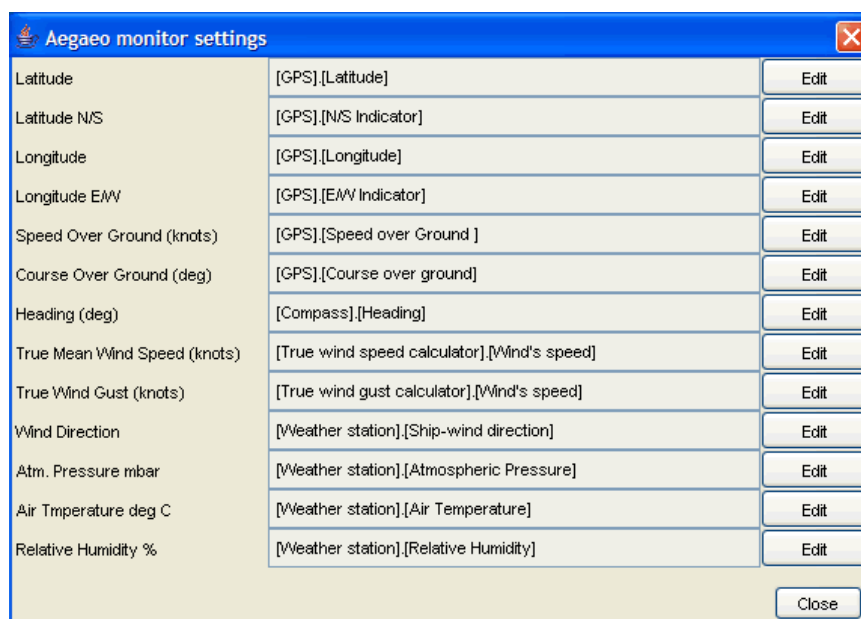 Aegaeo monitor settings
Latitude [GPS].[Latitude] Edit
Latitude N/S [GPS].[N/S Indicator] Edit
Longitude [GPS].[Longitude] Edit
Longitude E/W [GPS].[E/W Indicator] Edit
Speed Over Ground (knots) [GPS].[Speed over Ground ] Edit
Course Over Ground (deg) [GPS].[Course over ground] Edit
Heading (deg) [Compass].[Heading] Edit
True Mean Wind Speed (knots) [True wind speed calculator].[Wind's speed] Edit
True Wind Gust (knots) [True wind gust calculator].[Wind's speed] Edit
Wind Direction [Weather station].[Ship-wind direction] Edit
Atm. Pressure mbar [Weather station].[Atmospheric Pressure] Edit
Air Tmperature deg C [Weather station].[Air Temperature] Edit
Relative Humidity % [Weather station].[Relative Humidity] Edit
Close